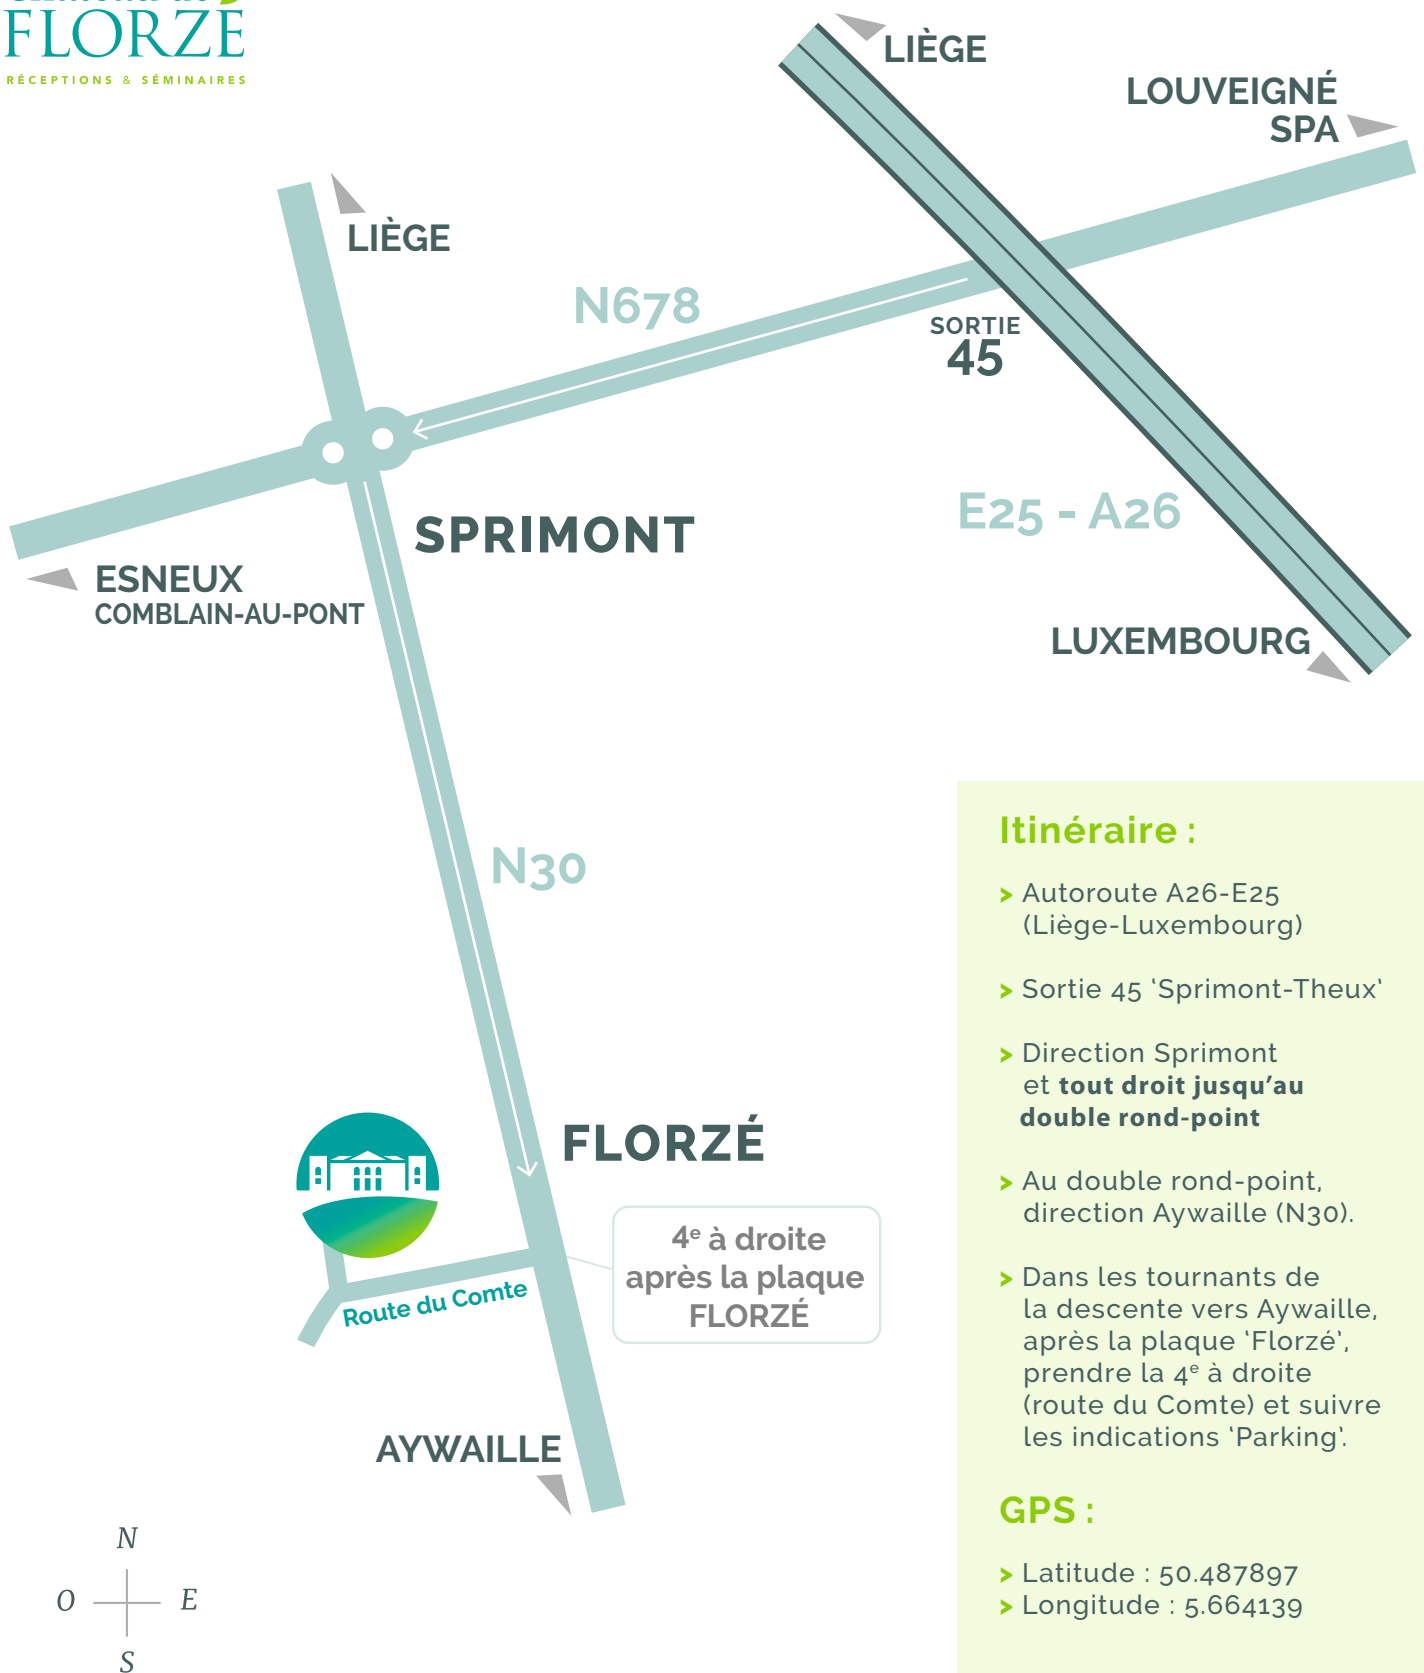 FLORZÉ
RÉCEPTIONS & SÉMINAIRES
LIÈGE
LOUVEIGNÉ
SPA
LIÈGE
N678
SORTIE
45
SPRIMONT
E25 - A26
ESNEUX
COMBLAIN-AU-PONT
LUXEMBOURG
N30
FLORZÉ
4e à droite
après la plaque
FLORZÉ
Route du Comte
AYWAILLE
N
O
E
S
Itinéraire :
> Autoroute A26-E25
(Liège-Luxembourg)
> Sortie 45 ‘Sprimont-Theux’
> Direction Sprimont
et tout droit jusqu’au
double rond-point
> Au double rond-point,
direction Aywaille (N30).
> Dans les tournants de
la descente vers Aywaille,
après la plaque ‘Florzé’,
prendre la 4e à droite
(route du Comte) et suivre
les indications ‘Parking’.
GPS :
> Latitude : 50.487897
> Longitude : 5.664139